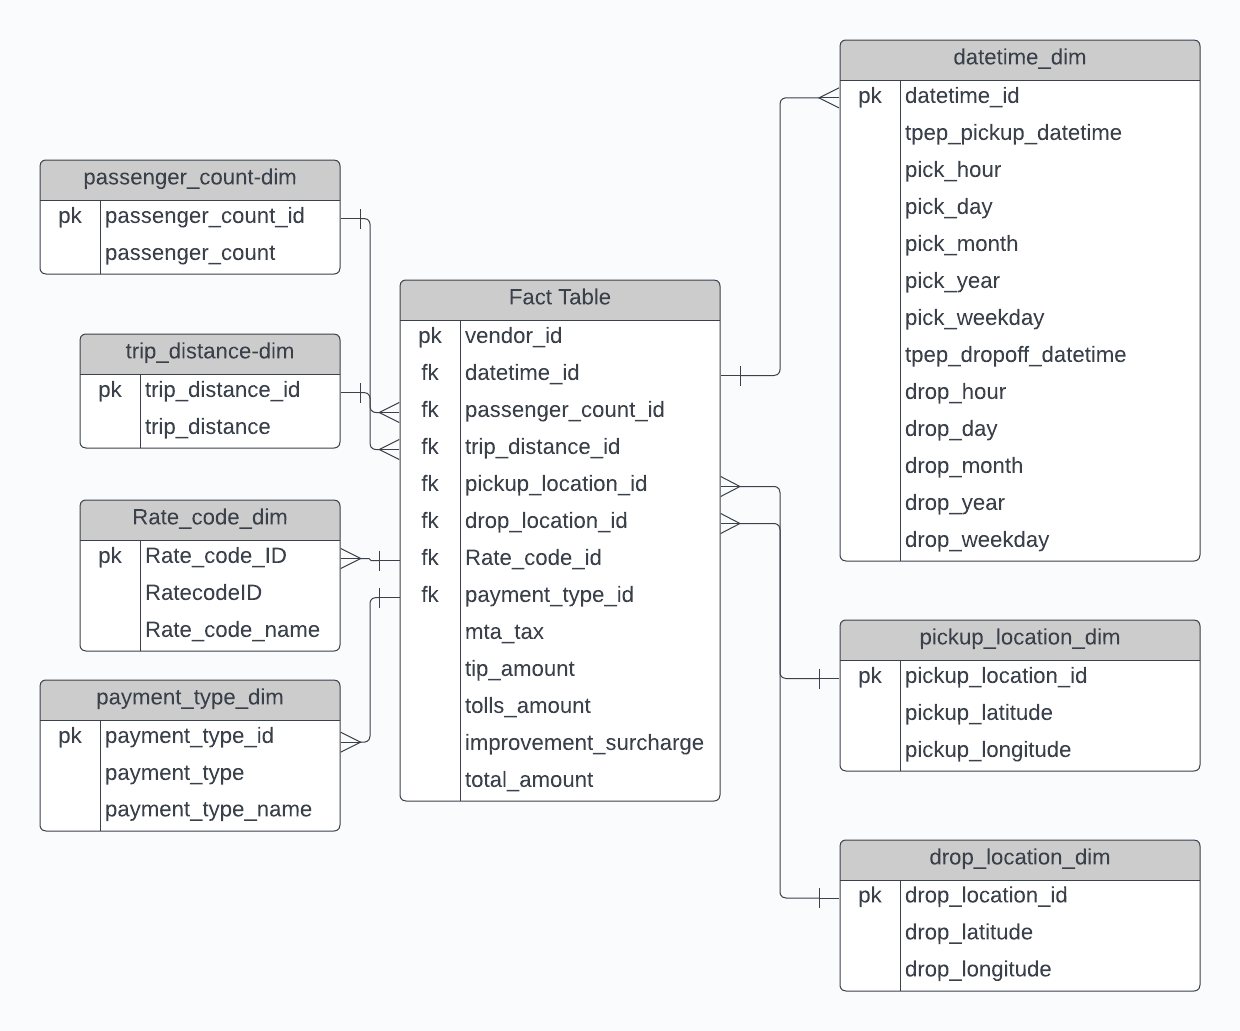 datetime_dim
pk datetime_id
tpep_pickup_datetime
pick_hour
pick_day
pick_month
pick_year
pick_weekday
tpep_dropoff_datetime
drop_hour
drop_day
drop_month
drop_year
drop_weekday
passenger_count-dim
pk passenger_count_id
passenger_count
trip_distance-dim
pk trip_distance_id
trip_distance
Rate_code_dim
pk Rate_code_ID
RatecodeID
Rate_code_name
payment_type_dim
pk payment_type_id
payment_type
payment_type_name
Fact Table
pk vendor_id
fk datetime_id
fk passenger_count_id
fk trip_distance_id
fk pickup_location_id
fk drop_location_id
fk Rate_code_id
fk payment_type_id
mta_tax
tip_amount
tolls_amount
improvement_surcharge
total_amount
pickup_location_dim
pk pickup_location_id
pickup_latitude
pickup_longitude
drop_location_dim
pk drop_location_id
drop_latitude
drop_longitude